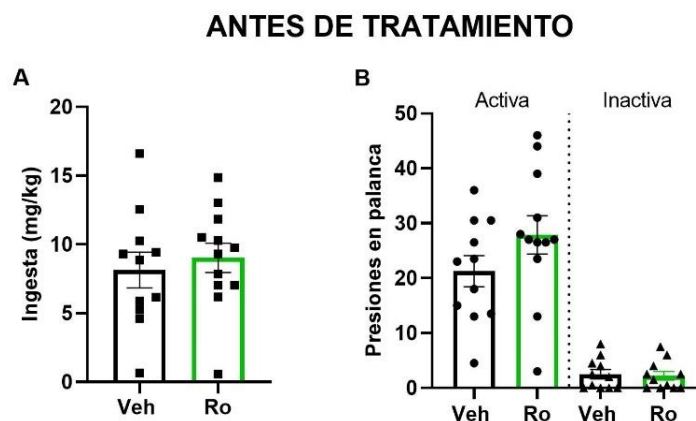 ANTES DE TRATAMIENTO
A
Ingesta (mg/kg)
20
15
10
5
0
Veh Ro
B
Activa Inactiva
Presiones en palanca
50
40
30
20
10
0
Veh Ro Veh Ro